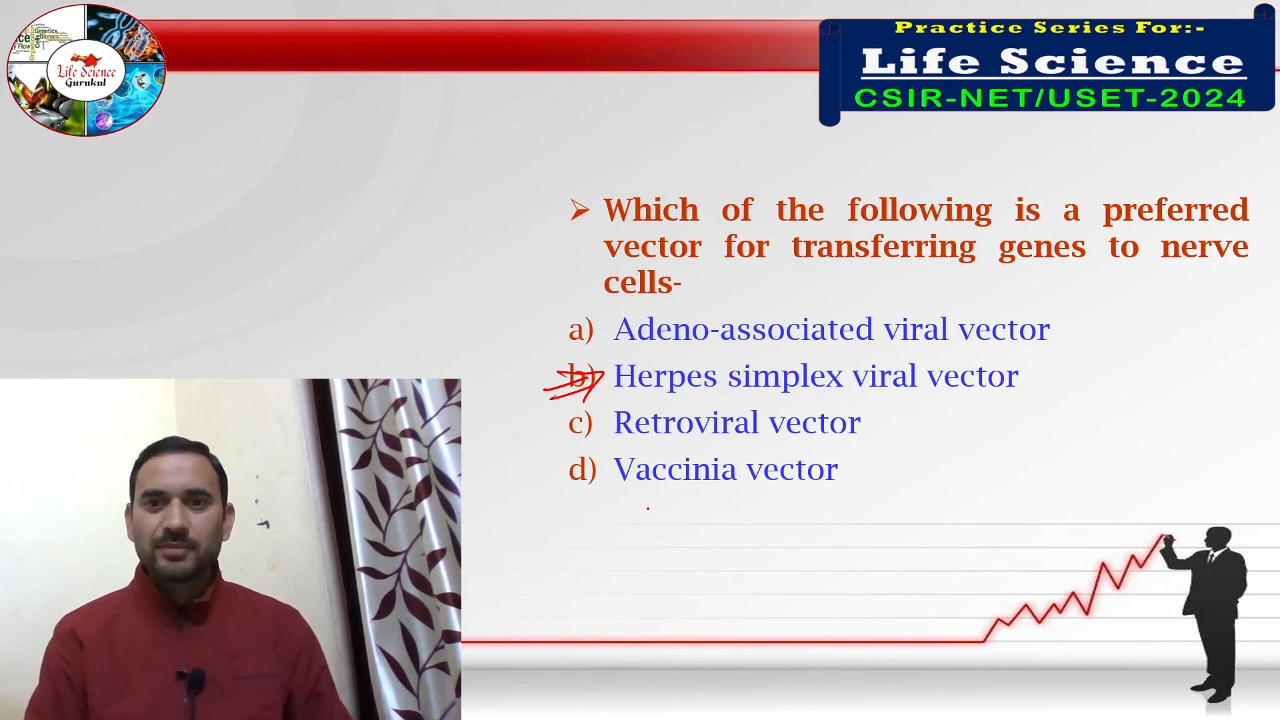 Life Science
Gurukul
Practice Series For:-
Life Science
CSIR-NET/USET-2024
➢ Which of the following is a preferred
vector for transferring genes to nerve
cells-
a) Adeno-associated viral vector
b) Herpes simplex viral vector
c) Retroviral vector
d) Vaccinia vector